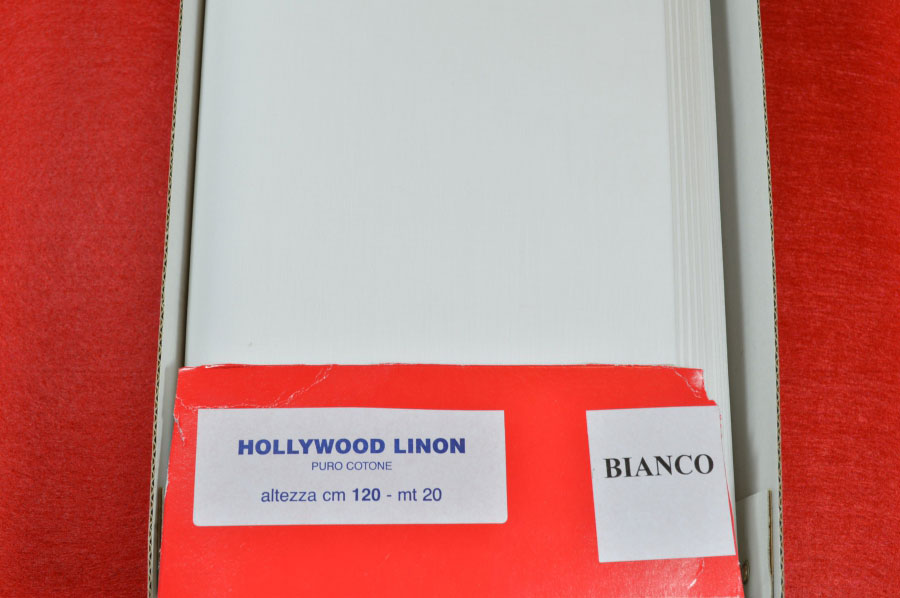 HOLLYWOOD LINON
PURO COTONE
altezza cm 120 - mt 20
BIANCO